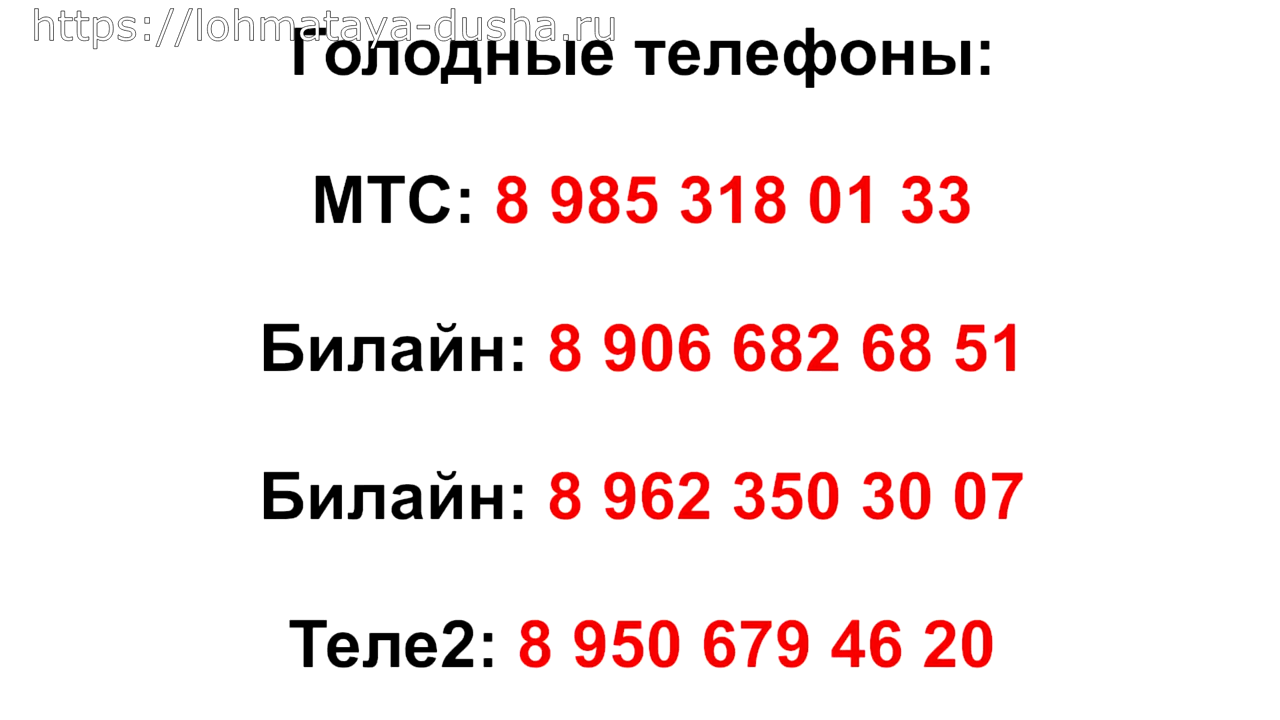 https://lohmataya-dusha.ru
Голодные телефоны:
МТС: 8 985 318 01 33
Билайн: 8 906 682 68 51
Билайн: 8 962 350 30 07
Теле2: 8 950 679 46 20